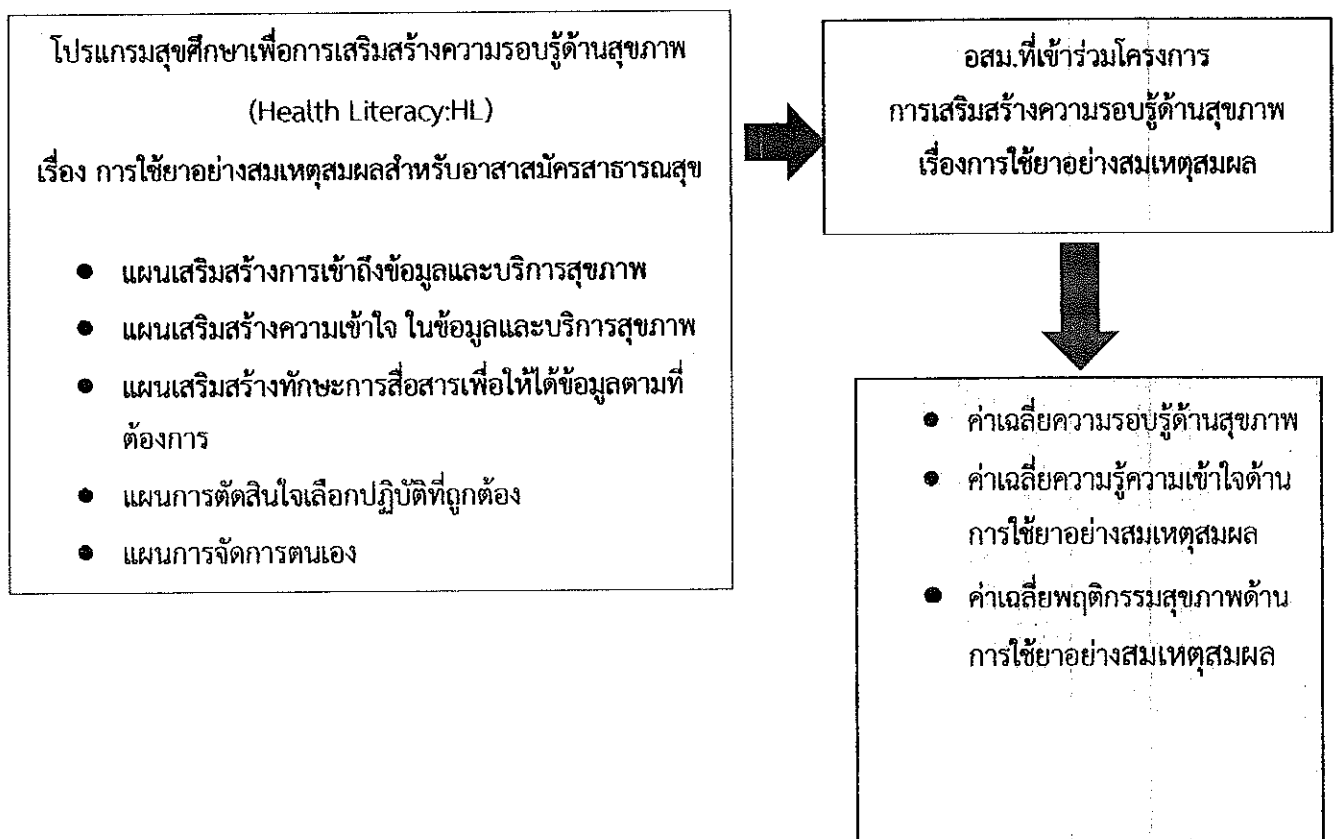 โปรแกรมสุขศึกษาเพื่อการเสริมสร้างความรอบรู้ด้านสุขภาพ
(Health Literacy:HL)
เรื่อง การใช้ยาอย่างสมเหตุสมผลสำหรับอาสาสมัครสาธารณสุข
● แผนเสริมสร้างการเข้าถึงข้อมูลและบริการสุขภาพ
● แผนเสริมสร้างความเข้าใจ ในข้อมูลและบริการสุขภาพ
● แผนเสริมสร้างทักษะการสื่อสารเพื่อให้ได้ข้อมูลตามที่
ต้องการ
● แผนการตัดสินใจเลือกปฏิบัติที่ถูกต้อง
● แผนการจัดการตนเอง
อสม.ที่เข้าร่วมโครงการ
การเสริมสร้างความรอบรู้ด้านสุขภาพ
เรื่องการใช้ยาอย่างสมเหตุสมผล
● ค่าเฉลี่ยความรอบรู้ด้านสุขภาพ
● ค่าเฉลี่ยความรู้ความเข้าใจด้าน
การใช้ยาอย่างสมเหตุสมผล
● ค่าเฉลี่ยพฤติกรรมสุขภาพด้าน
การใช้ยาอย่างสมเหตุสมผล